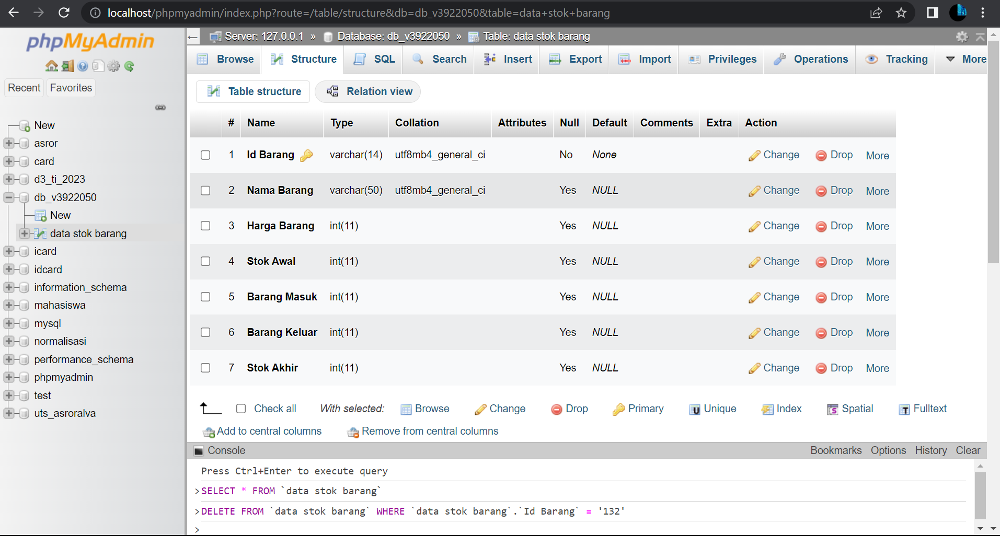 localhost/phpmyadmin/index.php?route=/table/structure&db=db_v3922050&table=data+stok+barang
phpMyAdmin
Recent Favorites
New
asror
card
d3_ti_2023
db_v3922050
New
data stok barang
icard
idcard
information_schema
mahasiswa
mysql
normalisasi
performance_schema
phpmyadmin
test
uts_asroralva
Server: 127.0.0.1 » Database: db_v3922050 » Table: data stok barang
Browse Structure SQL Search Insert Export Import Privileges Operations Tracking More
Table structure Relation view
# Name Type Collation Attributes Null Default Comments Extra Action
1 Id Barang varchar(14) utf8mb4_general_ci No None Change Drop More
2 Nama Barang varchar(50) utf8mb4_general_ci Yes NULL Change Drop More
3 Harga Barang int(11) Yes NULL Change Drop More
4 Stok Awal int(11) Yes NULL Change Drop More
5 Barang Masuk int(11) Yes NULL Change Drop More
6 Barang Keluar int(11) Yes NULL Change Drop More
7 Stok Akhir int(11) Yes NULL Change Drop More
Check all With selected: Browse Change Drop Primary Unique Index Spatial Fulltext
Add to central columns Remove from central columns
Console Bookmarks Options History Clear
Press Ctrl+Enter to execute query
>SELECT * FROM `data stok barang`
>DELETE FROM `data stok barang` WHERE `data stok barang`.`Id Barang` = '132'
>